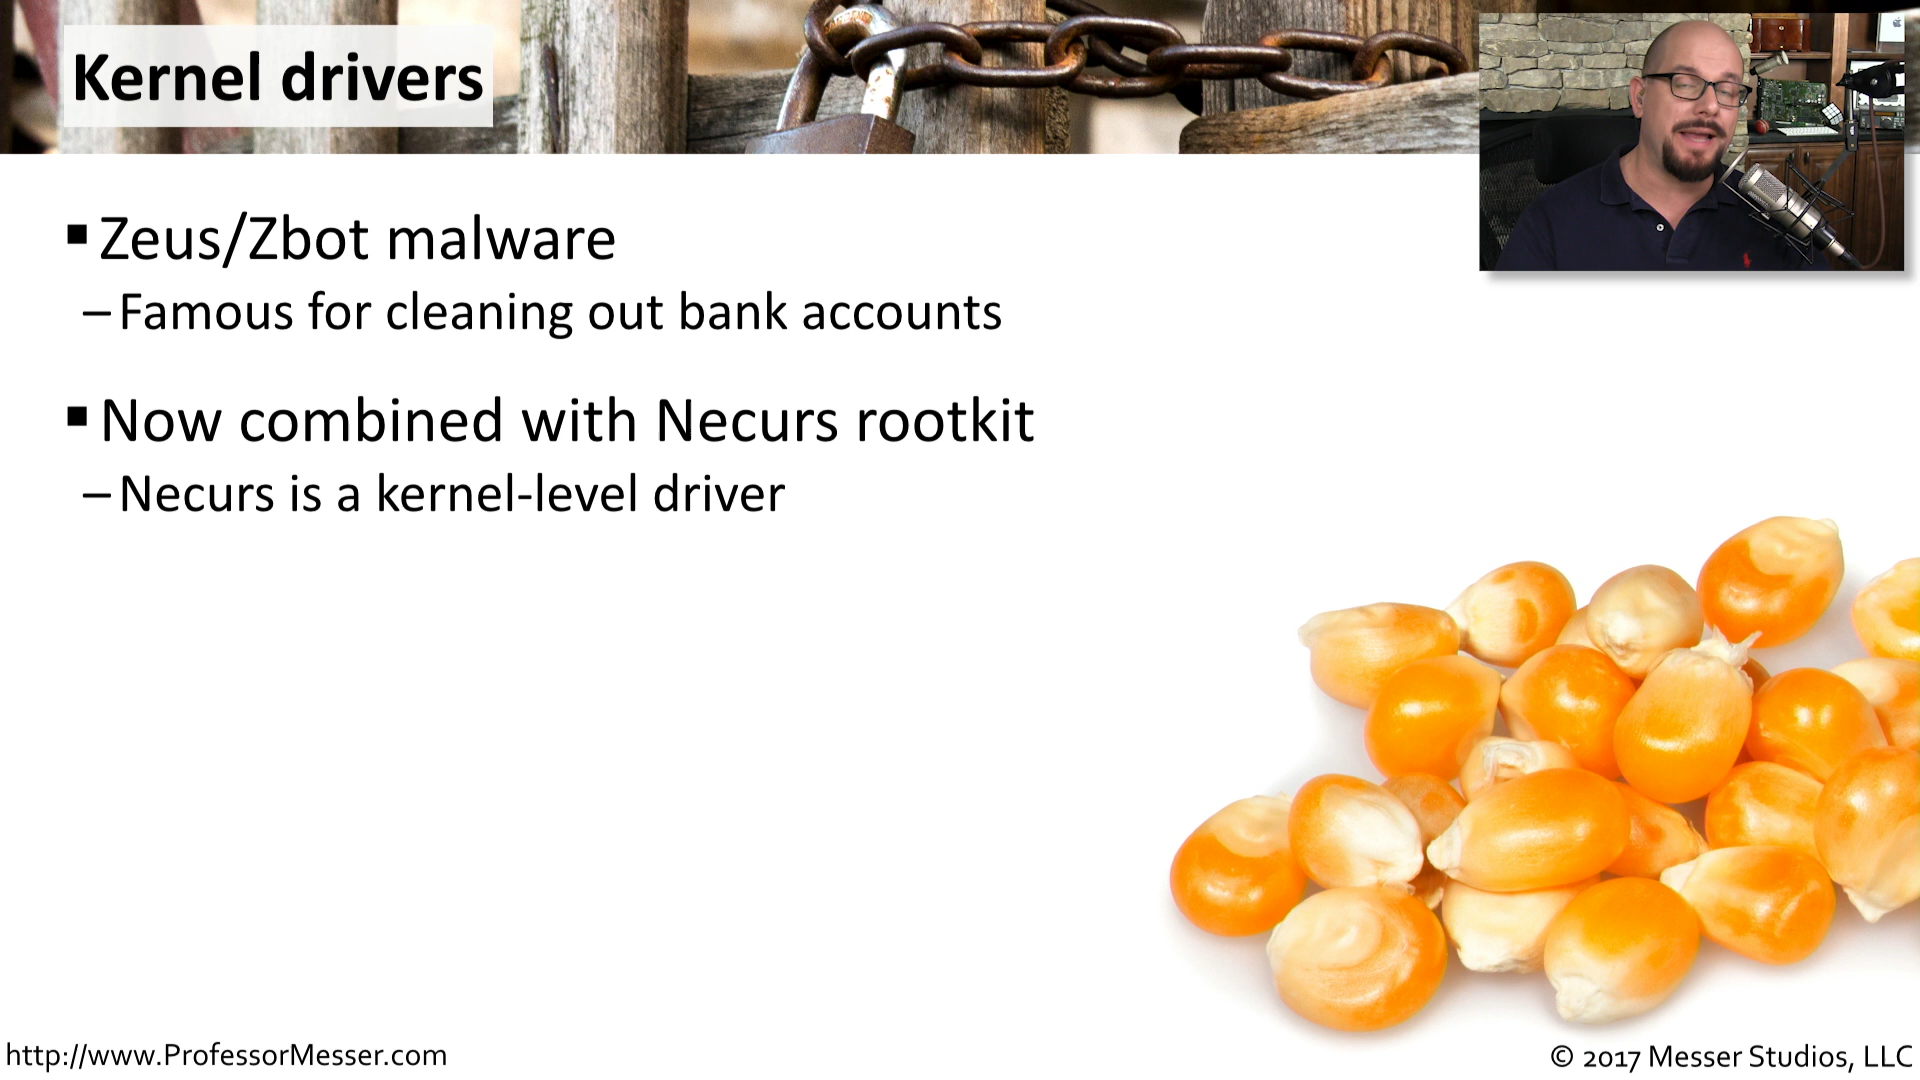 Kernel drivers
▪ Zeus/Zbot malware
– Famous for cleaning out bank accounts
▪ Now combined with Necurs rootkit
– Necurs is a kernel-level driver
http://www.ProfessorMesser.com
© 2017 Messer Studios, LLC